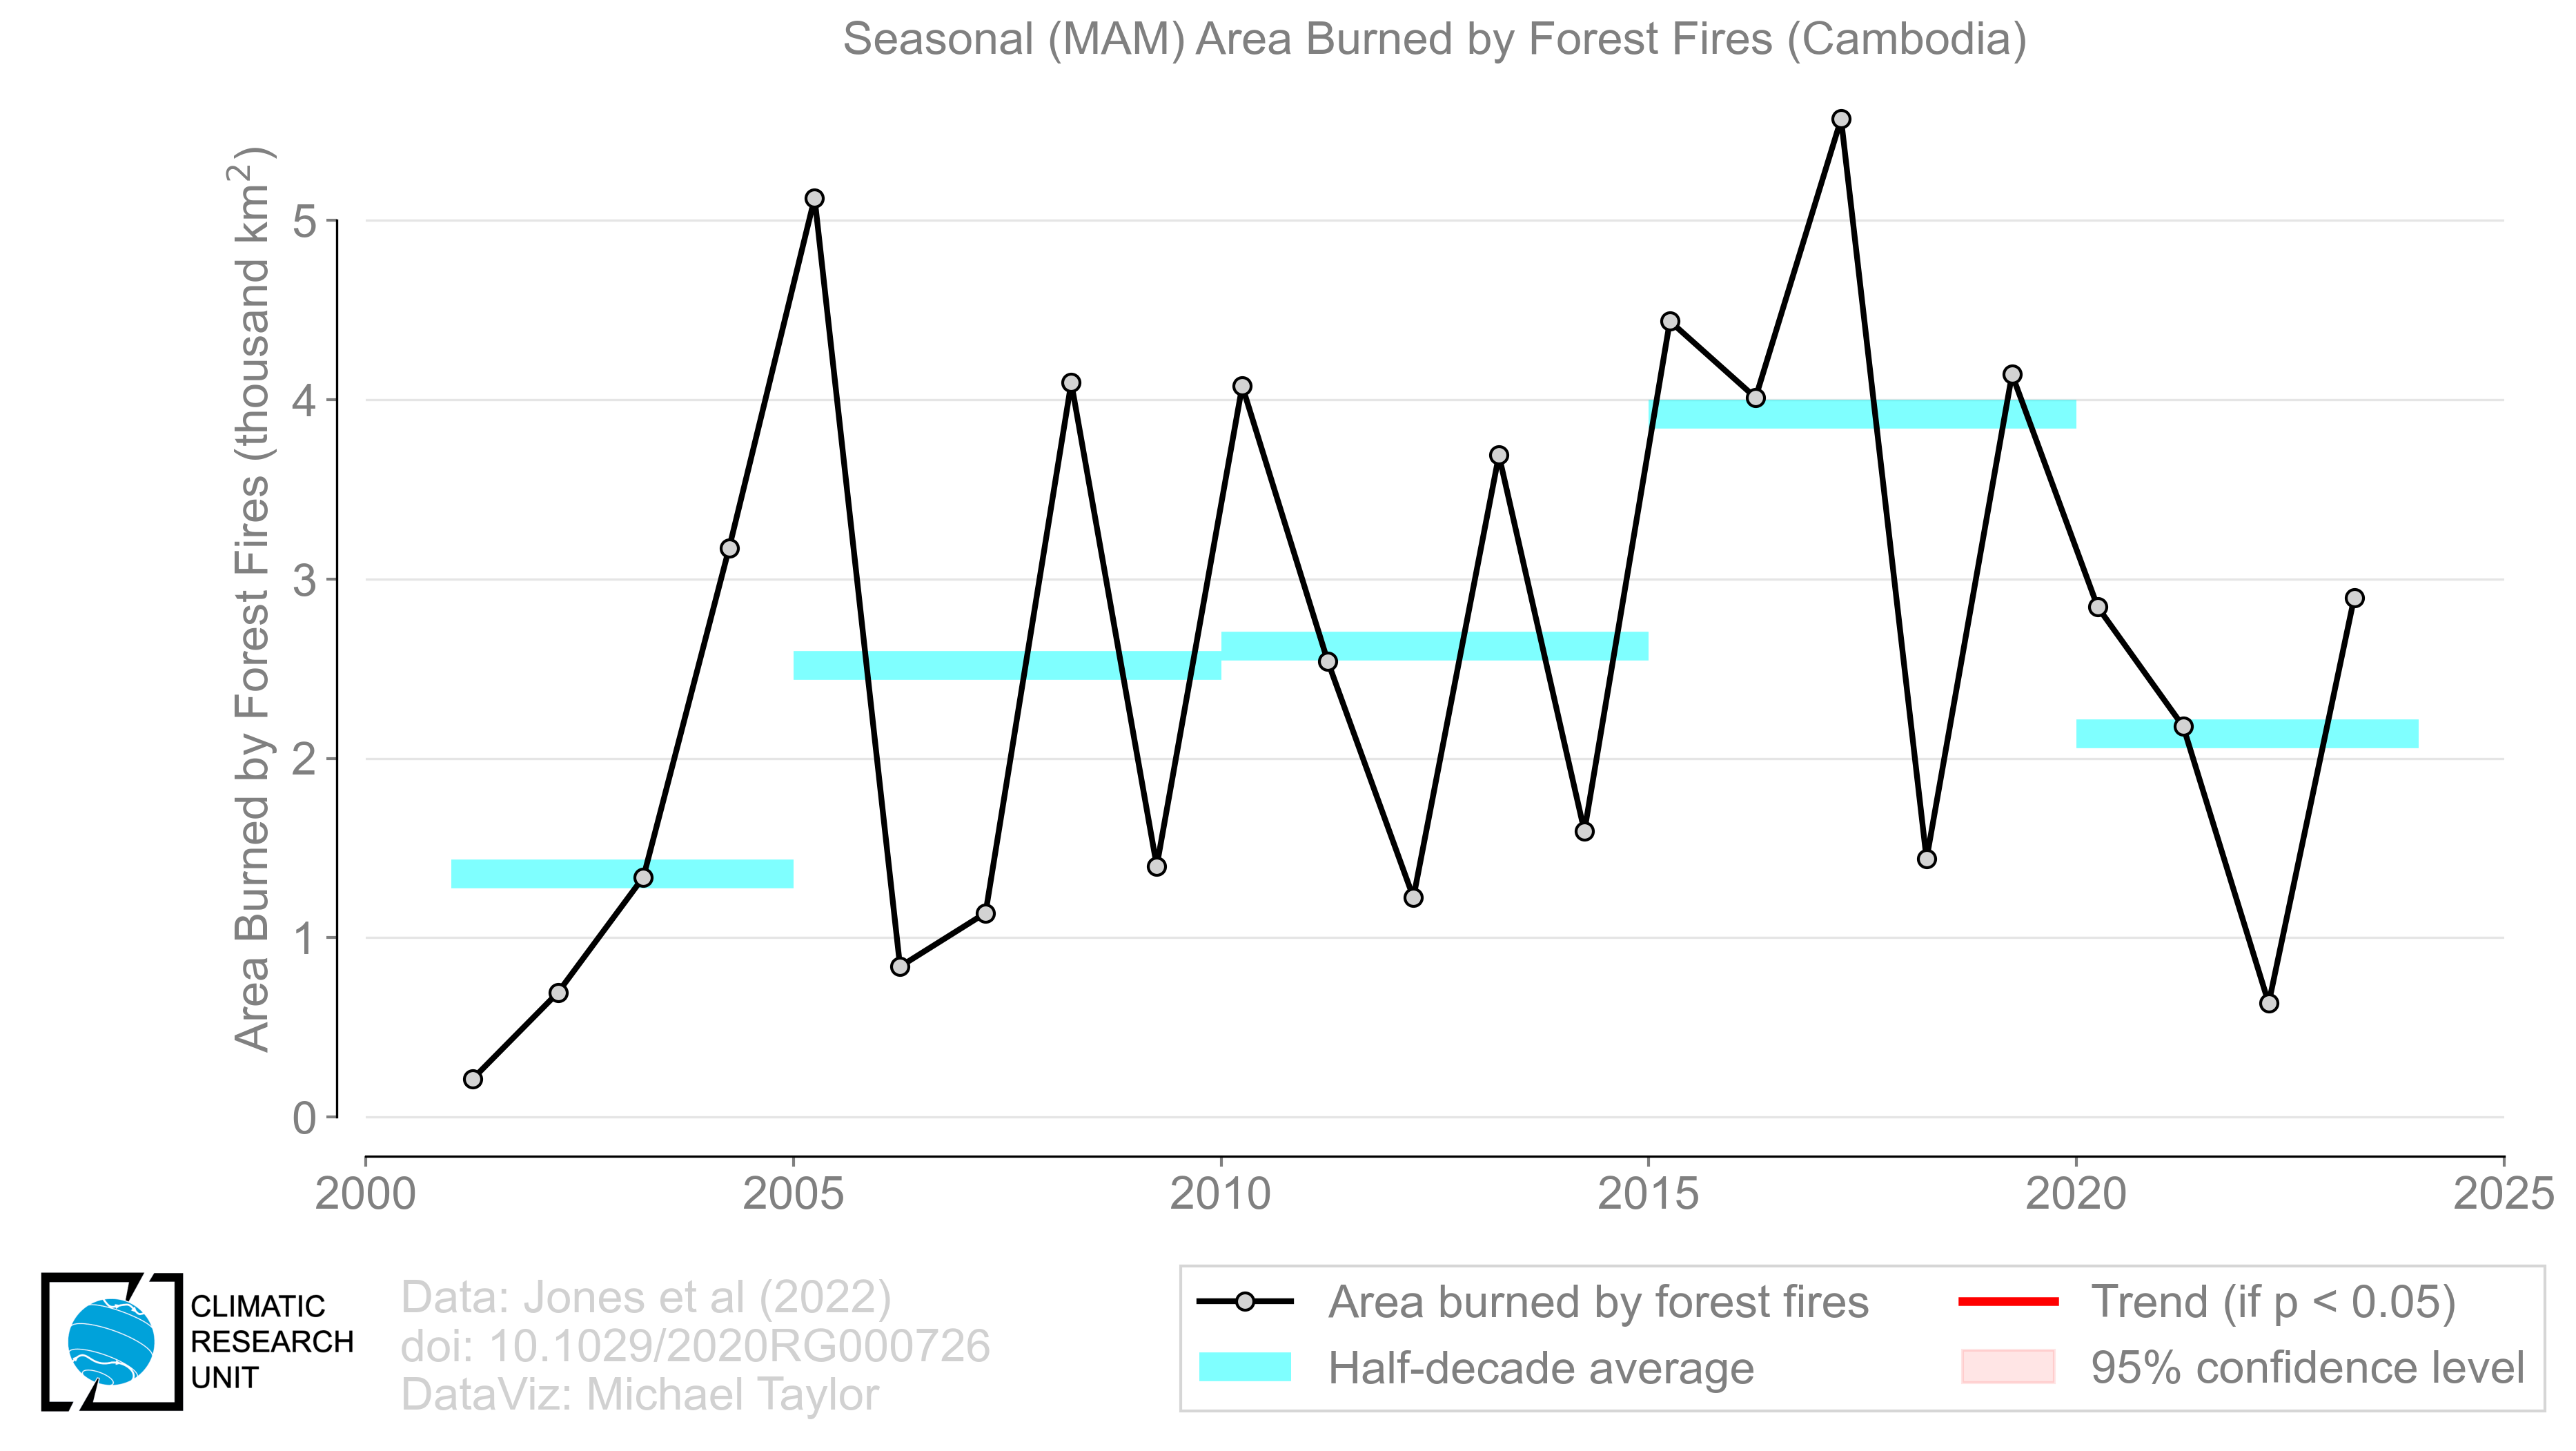 Seasonal (MAM) Area Burned by Forest Fires (Cambodia)
Area Burned by Forest Fires (thousand km²)
5
4
3
2
1
0
2000 2005 2010 2015 2020 2025
CLIMATIC
RESEARCH
UNIT
Data: Jones et al (2022)
doi: 10.1029/2020RG000726
DataViz: Michael Taylor
Area burned by forest fires
Half-decade average
Trend (if p < 0.05)
95% confidence level